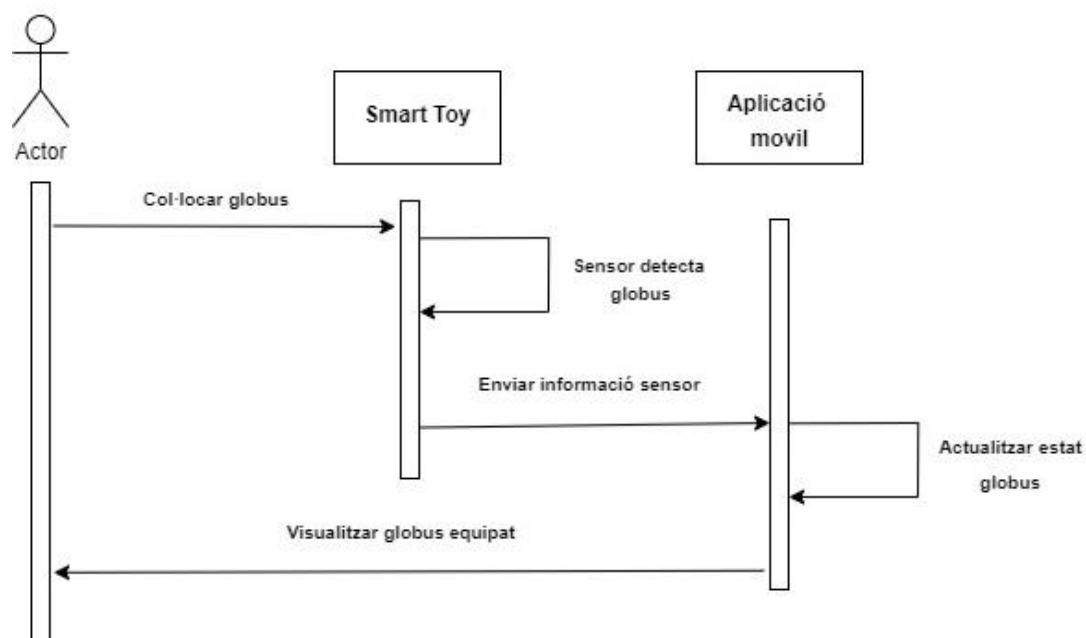 Actor
Smart Toy
Aplicació
movil
Col·locar globus
Sensor detecta
globus
Enviar informació sensor
Actualitzar estat
globus
Visualitzar globus equipat